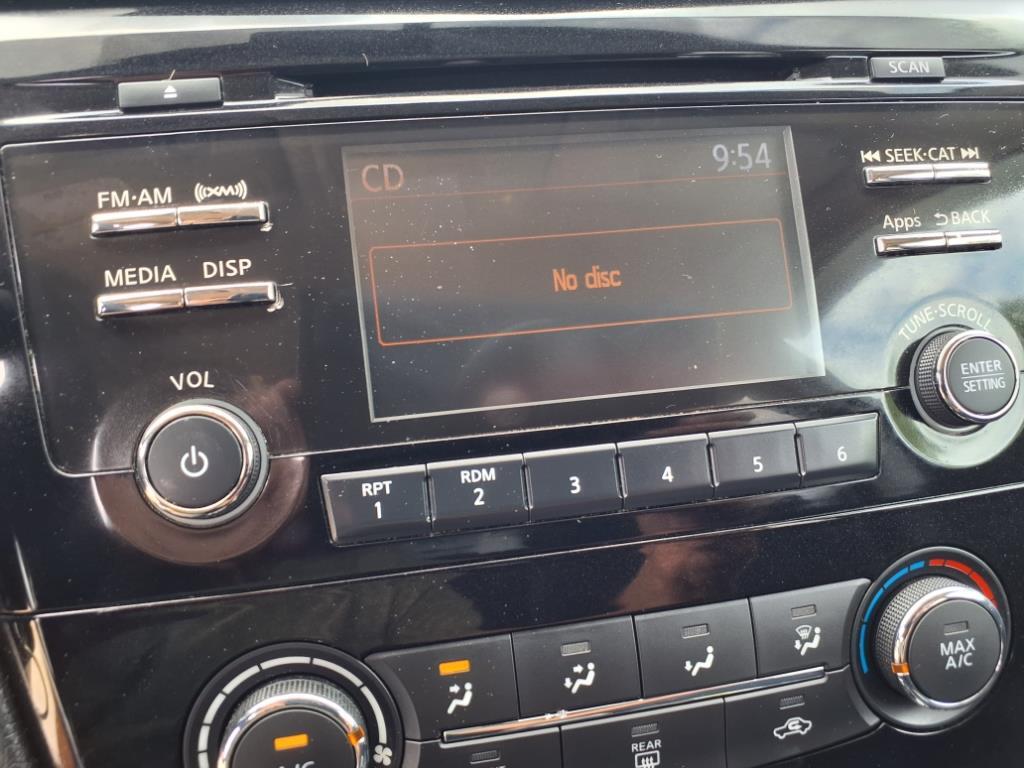 SCAN
FM·AM
((XM))
SEEK·CAT
CD
9:54
Apps
BACK
MEDIA
DISP
No disc
TUNE·SCROLL
ENTER
SETTING
VOL
RPT
1
RDM
2
3
4
5
6
MAX
A/C
REAR
A/C